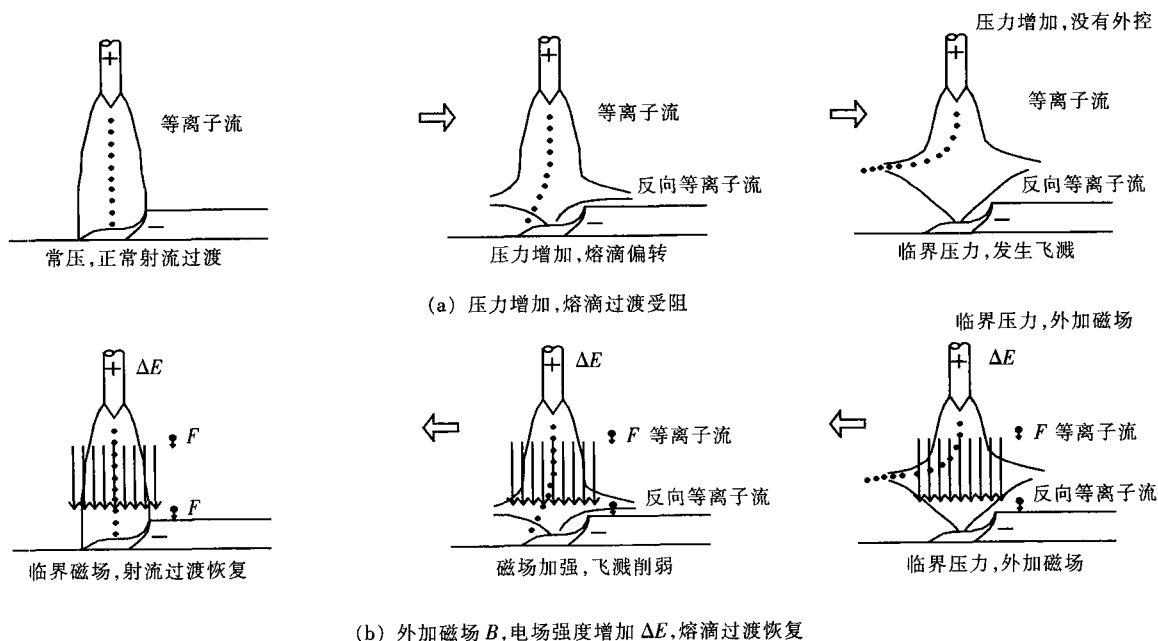 压力增加,没有外控
+
+
+
等离子流
等离子流
等离子流
反向等离子流
反向等离子流
−
−
−
常压,正常射流过渡
压力增加,熔滴偏转
临界压力,发生飞溅
(a) 压力增加,熔滴过渡受阻
临界压力,外加磁场
+ ΔE
+ ΔE
+ ΔE
F
F 等离子流
F 等离子流
F
反向等离子流
反向等离子流
−
−
−
临界磁场,射流过渡恢复
磁场加强,飞溅削弱
临界压力,外加磁场
(b) 外加磁场 B,电场强度增加 ΔE,熔滴过渡恢复